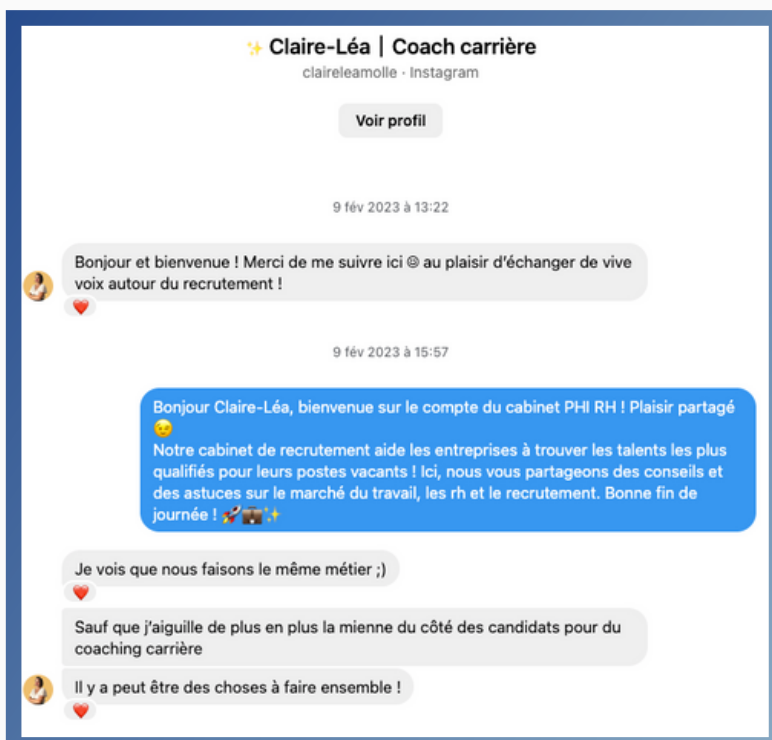 ✨ Claire-Léa | Coach carrière
claireleamolle · Instagram
Voir profil
9 fév 2023 à 13:22
Bonjour et bienvenue ! Merci de me suivre ici ☺ au plaisir d'échanger de vive
voix autour du recrutement !
❤️
9 fév 2023 à 15:57
Bonjour Claire-Léa, bienvenue sur le compte du cabinet PHI RH ! Plaisir partagé
😉
Notre cabinet de recrutement aide les entreprises à trouver les talents les plus
qualifiés pour leurs postes vacants ! Ici, nous vous partageons des conseils et
des astuces sur le marché du travail, les rh et le recrutement. Bonne fin de
journée ! 🚀💼✨
Je vois que nous faisons le même métier ;)
❤️
Sauf que j'aiguille de plus en plus la mienne du côté des candidats pour du
coaching carrière
Il y a peut être des choses à faire ensemble !
❤️